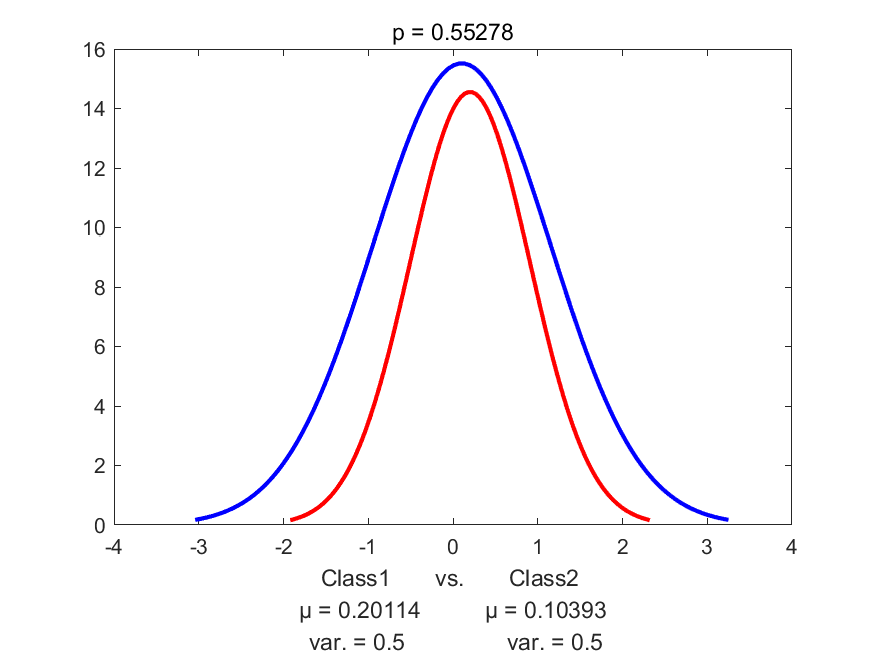 p = 0.55278
16
14
12
10
8
6
4
2
0
-4 -3 -2 -1 0 1 2 3 4
Class1 vs. Class2
μ = 0.20114 μ = 0.10393
var. = 0.5 var. = 0.5